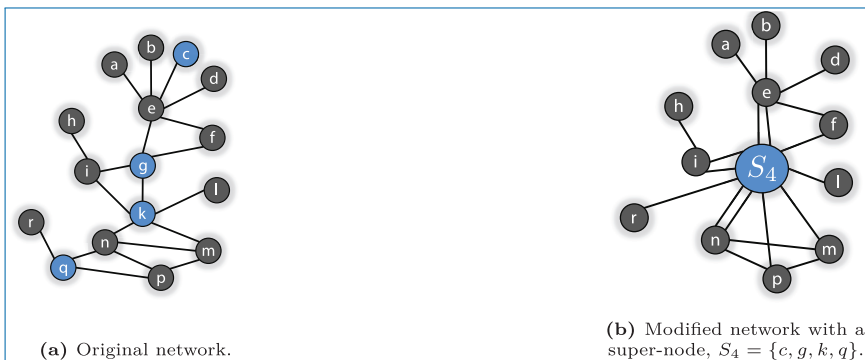 b
c
a
d
e
h
f
g
i
l
k
r
n
m
q
p
(a) Original network.
b
a
d
e
h
f
i
S₄
l
r
n
m
p
(b) Modified network with a
super-node, S₄ = {c, g, k, q}.